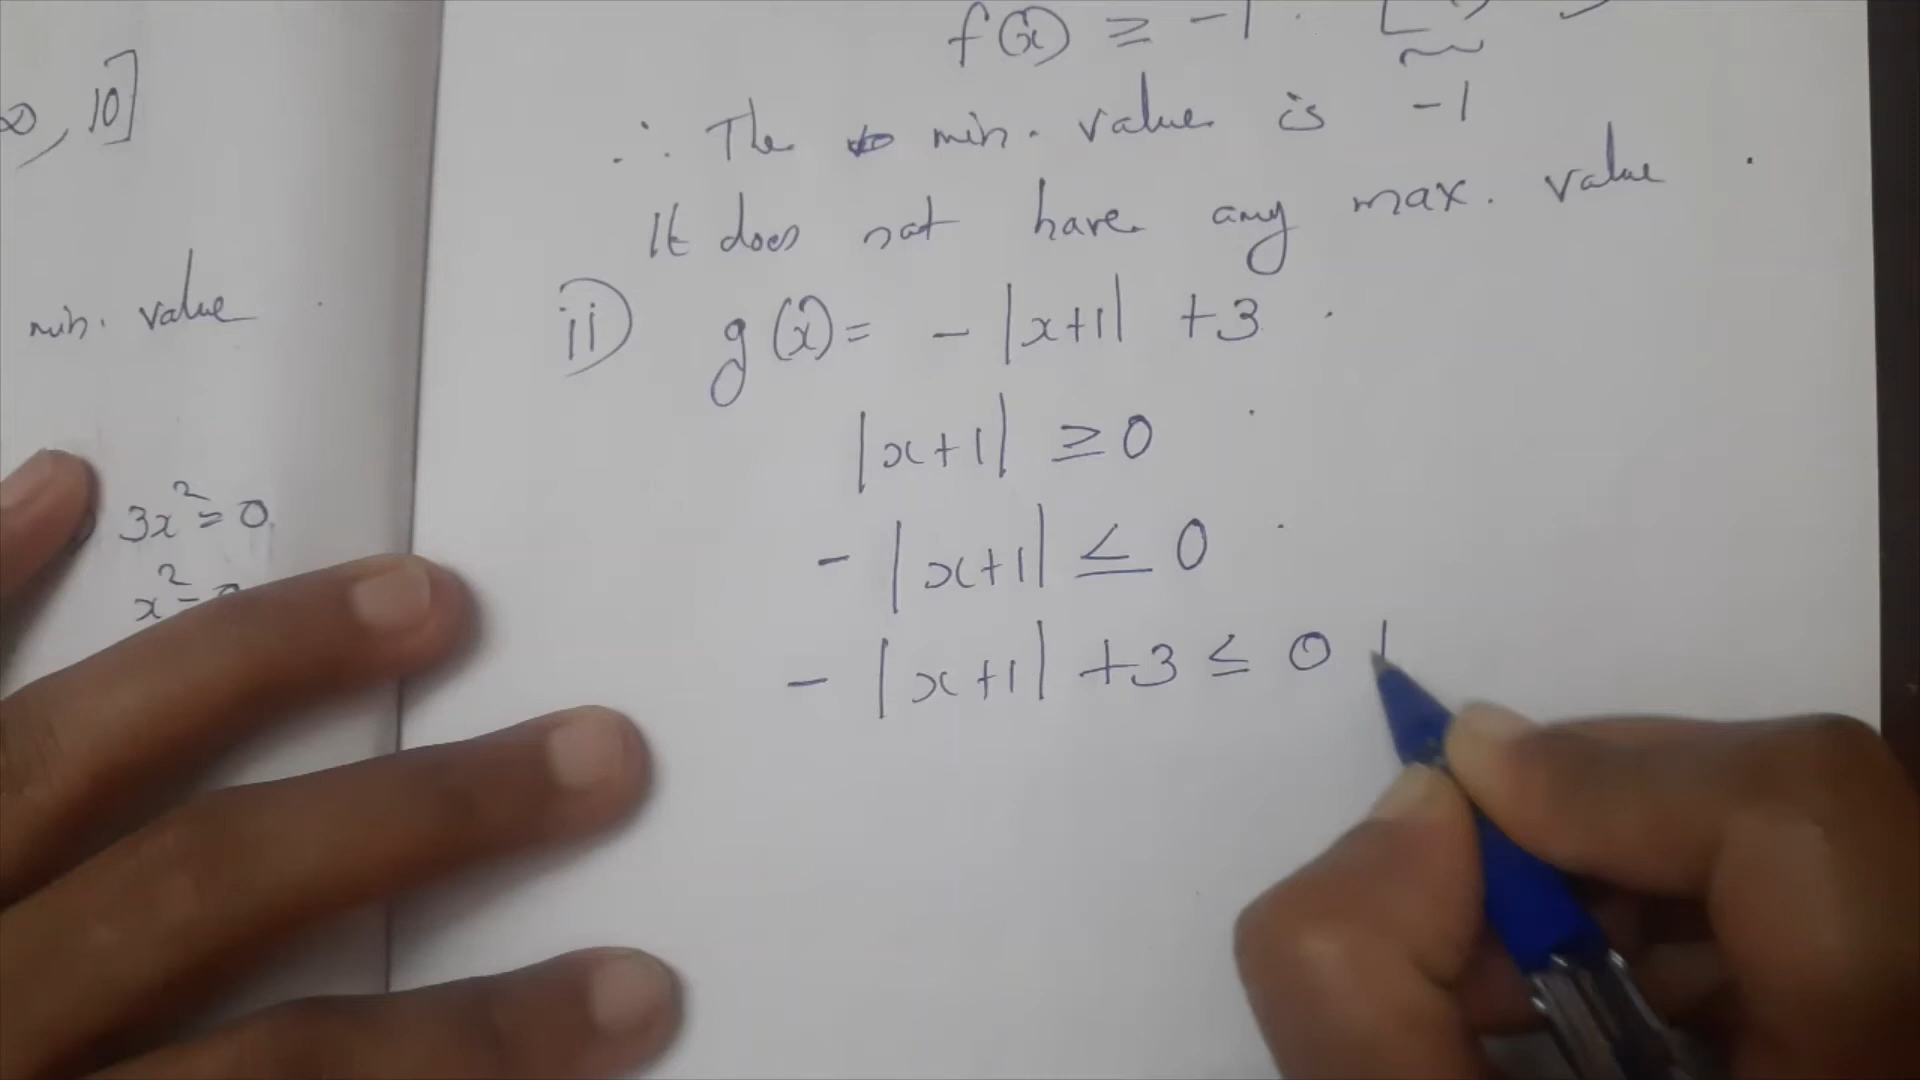 ∞, 10]
min. value
3x² = 0
x² =
f(x) ≥ -1.
∴ The min. value is -1
It does not have any max. value.
ii) g(x) = - |x+1| +3.
|x+1| ≥ 0
- |x+1| ≤ 0
- |x+1| +3 ≤ 0